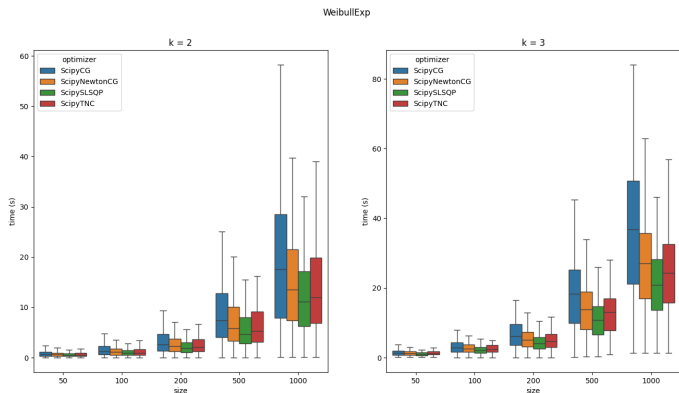 WeibullExp
k = 2
optimizer
ScipyCG
ScipyNewtonCG
ScipySLSQP
ScipyTNC
time (s)
60
50
40
30
20
10
0
50
100
200
500
1000
size
k = 3
optimizer
ScipyCG
ScipyNewtonCG
ScipySLSQP
ScipyTNC
time (s)
80
60
40
20
0
50
100
200
500
1000
size